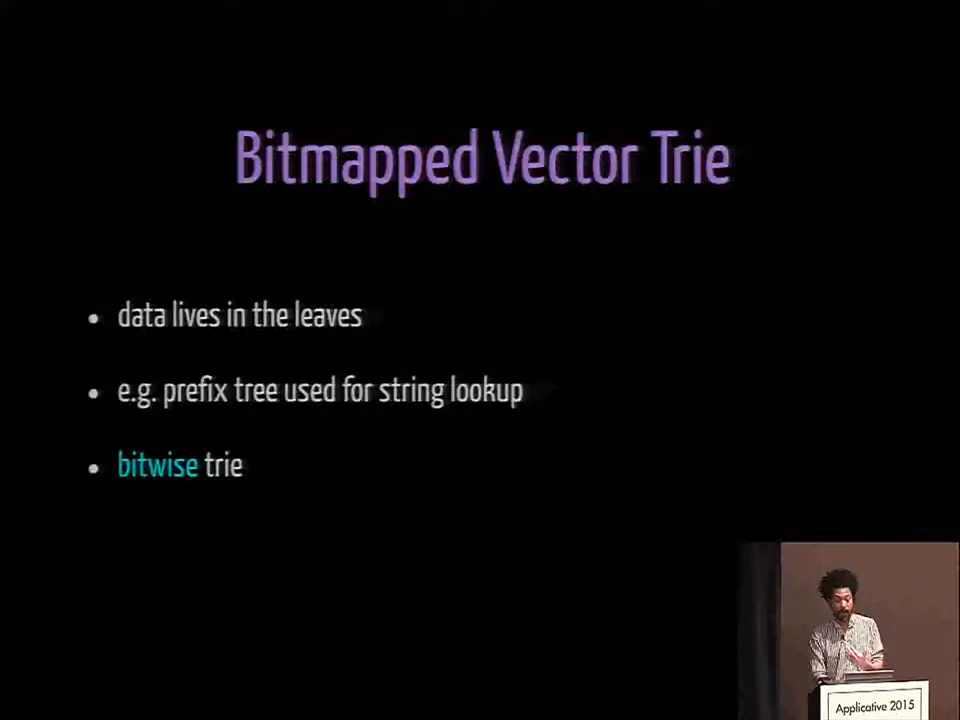 Bitmapped Vector Trie
• data lives in the leaves
• e.g. prefix tree used for string lookup
• bitwise trie
Applicative 2015